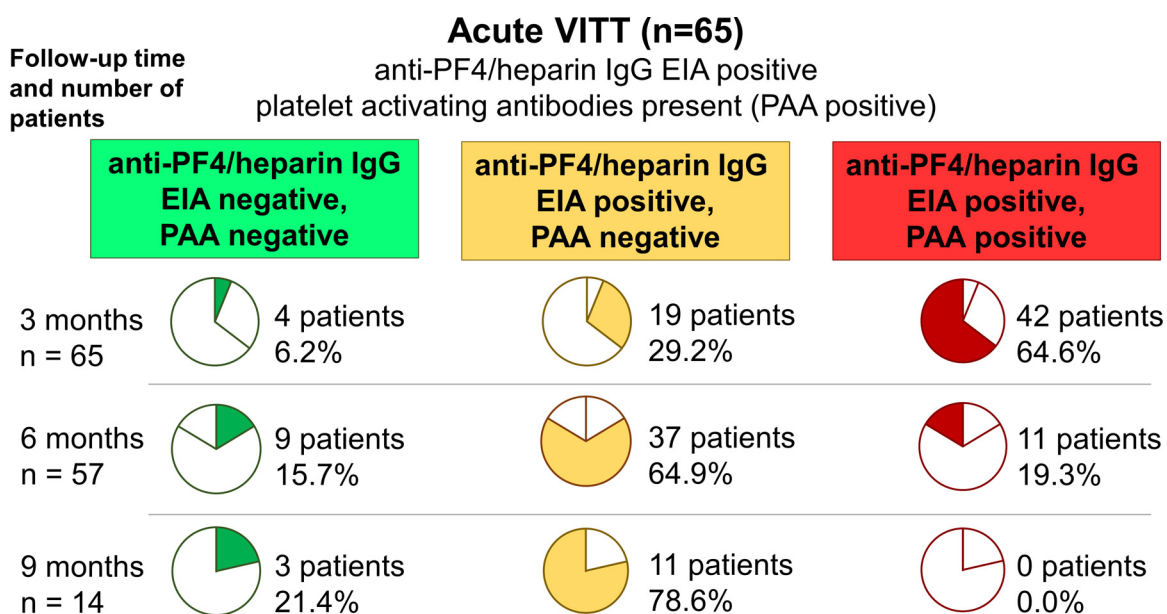 Acute VITT (n=65)
anti-PF4/heparin IgG EIA positive
platelet activating antibodies present (PAA positive)
Follow-up time
and number of
patients
anti-PF4/heparin IgG
EIA negative,
PAA negative
anti-PF4/heparin IgG
EIA positive,
PAA negative
anti-PF4/heparin IgG
EIA positive,
PAA positive
3 months
n = 65
4 patients
6.2%
19 patients
29.2%
42 patients
64.6%
6 months
n = 57
9 patients
15.7%
37 patients
64.9%
11 patients
19.3%
9 months
n = 14
3 patients
21.4%
11 patients
78.6%
0 patients
0.0%